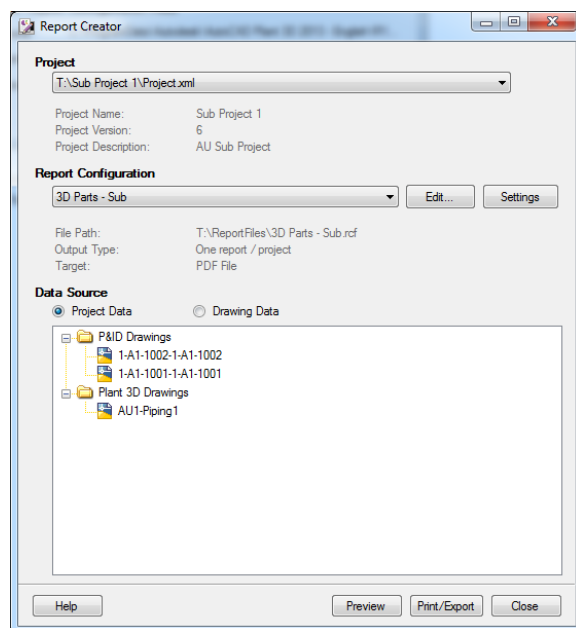 Report Creator
Project
T:\Sub Project 1\Project.xml
Project Name: Sub Project 1
Project Version: 6
Project Description: AU Sub Project
Report Configuration
3D Parts - Sub Edit... Settings
File Path: T:\ReportFiles\3D Parts - Sub.rcf
Output Type: One report / project
Target: PDF File
Data Source
Project Data Drawing Data
P&ID Drawings
1-A1-1002-1-A1-1002
1-A1-1001-1-A1-1001
Plant 3D Drawings
AU1-Piping1
Help Preview Print/Export Close